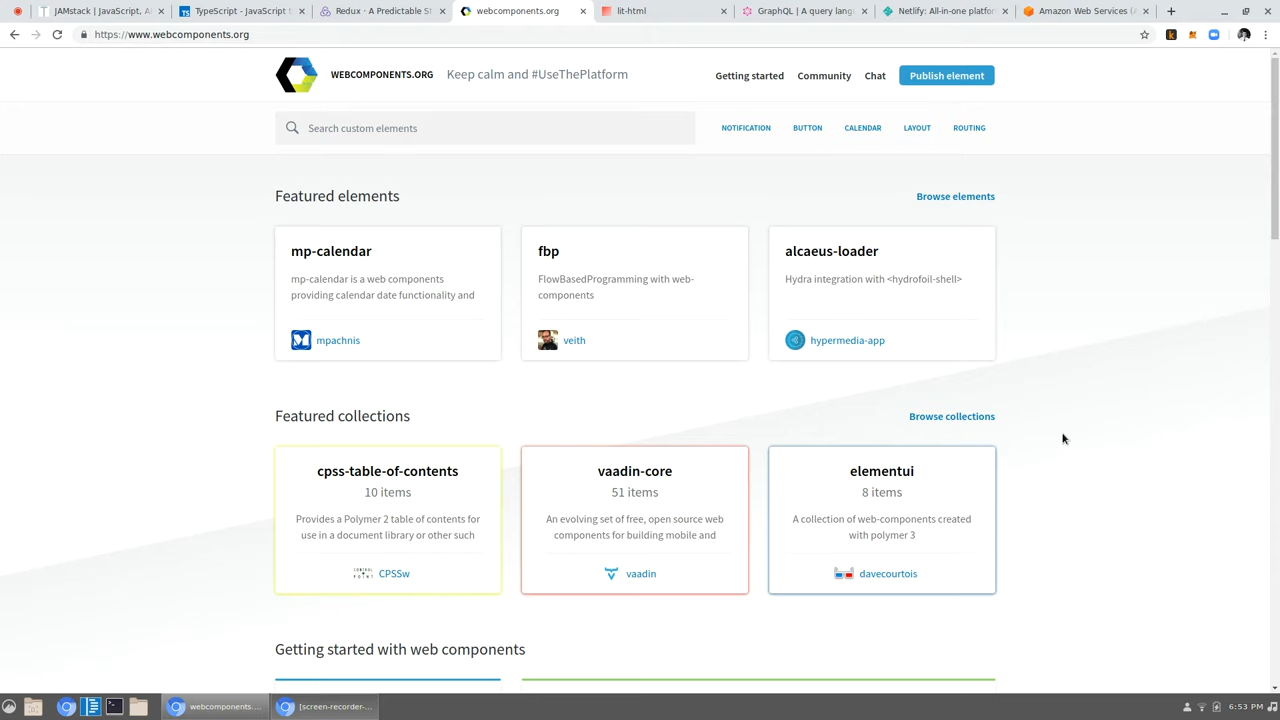 JAMstack | JavaScript, A
TypeScript - JavaScript t
Redux - A Predictable St
webcomponents.org
lit-html
GraphQL | A query lang
Netlify: All-in-one platfor
Amazon Web Services (A
https://www.webcomponents.org
WEBCOMPONENTS.ORG
Keep calm and #UseThePlatform
Getting started
Community
Chat
Publish element
Search custom elements
NOTIFICATION
BUTTON
CALENDAR
LAYOUT
ROUTING
Featured elements
Browse elements
mp-calendar
mp-calendar is a web components
providing calendar date functionality and
mpachnis
fbp
FlowBasedProgramming with web-
components
veith
alcaeus-loader
Hydra integration with <hydrofoil-shell>
hypermedia-app
Featured collections
Browse collections
cpss-table-of-contents
10 items
Provides a Polymer 2 table of contents for
use in a document library or other such
CPSSw
vaadin-core
51 items
An evolving set of free, open source web
components for building mobile and
vaadin
elementui
8 items
A collection of web-components created
with polymer 3
davecourtois
Getting started with web components
webcomponents....
[screen-recorder-...
6:53 PM